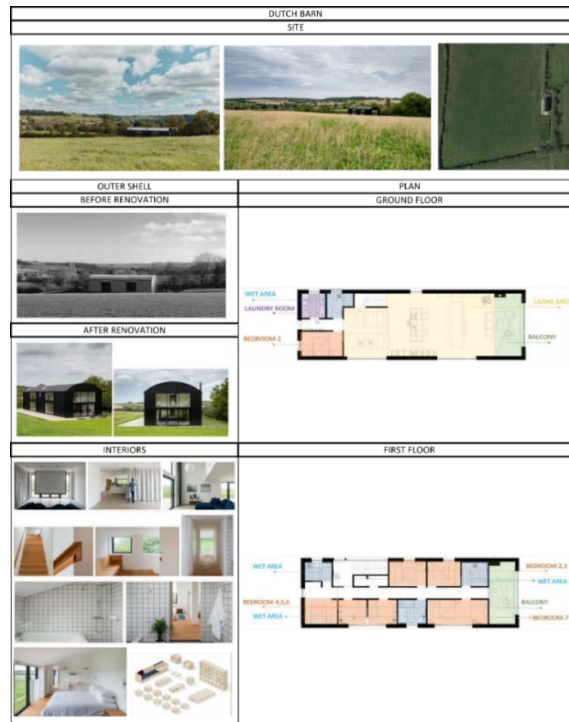 DUTCH BARN
SITE
OUTER SHELL
PLAN
BEFORE RENOVATION
GROUND FLOOR
WET AREA
LAUNDRY ROOM
LIVING AREA
BEDROOM-1
BALCONY
AFTER RENOVATION
INTERIORS
FIRST FLOOR
WET AREA
BEDROOM-2,3
WET AREA
BEDROOM-4,5,6
BALCONY
WET AREA
BEDROOM-7